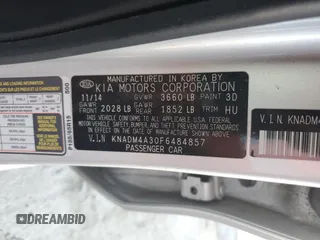 MANUFACTURED IN KOREA BY
KIA MOTORS CORPORATION
11/14 GVWR 3660 LB PAINT 3D
GAWR FRONT 2028 LB GAWR REAR 1852 LB TRIM HU
THIS VEHICLE CONFORMS TO ALL APPLICABLE
U.S. FEDERAL MOTOR VEHICLE SAFETY,
BUMPER, AND THEFT PREVENTION STANDARDS
IN EFFECT ON THE DATE OF MANUFACTURE
SHOWN ABOVE.
V.I.N KNADM4A30F6484857
PASSENGER CAR
V.I.N KNADM4
DREAMBID